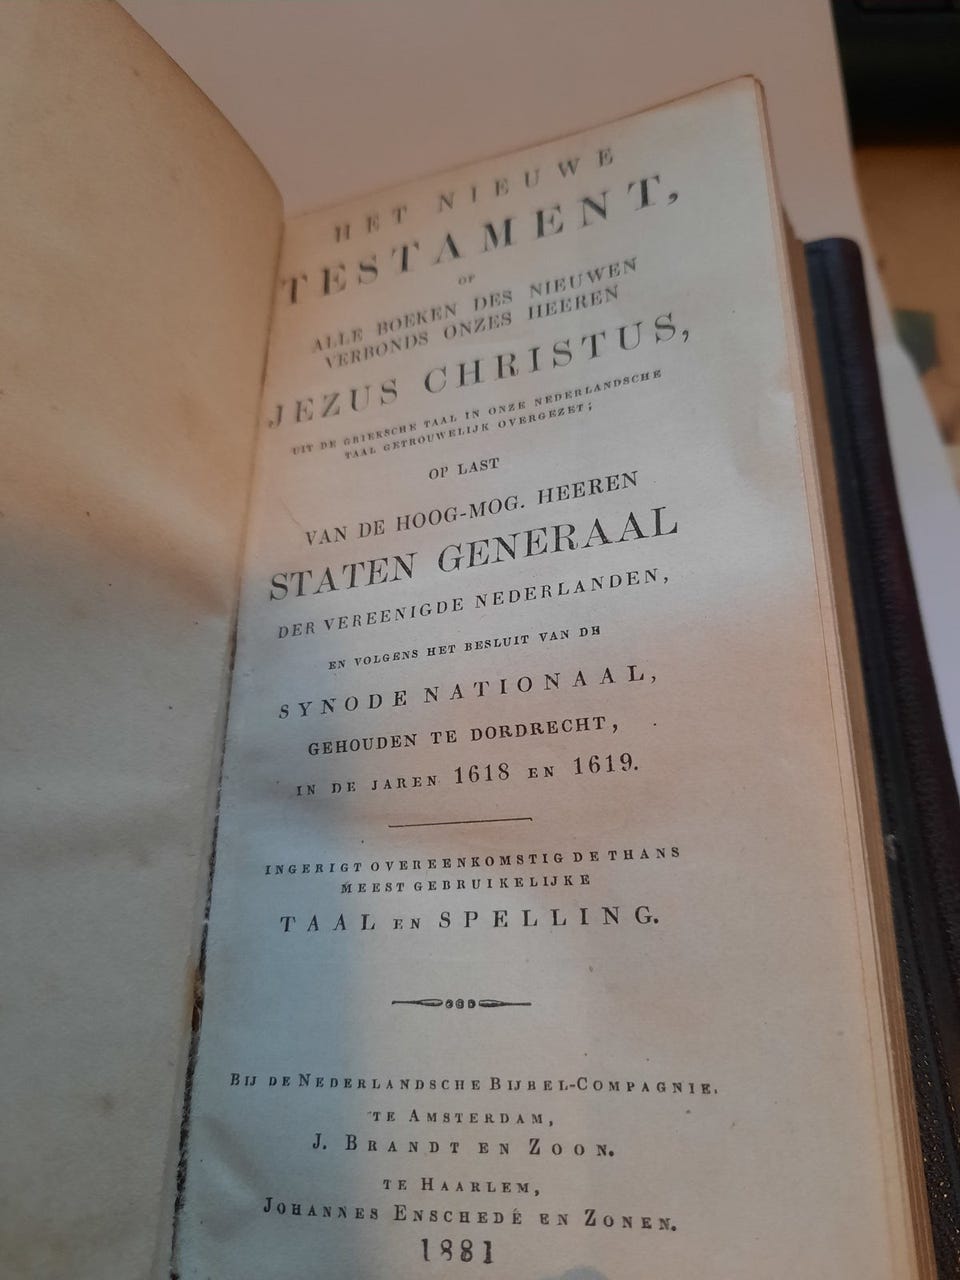 HET NIEUWE
TESTAMENT,
OF
ALLE BOEKEN DES NIEUWEN
VERBONDS ONZES HEEREN
JEZUS CHRISTUS,
UIT DE GRIEKSCHE TAAL IN ONZE NEDERLANDSCHE
TAAL GETROUWELIJK OVERGEZET;
OP LAST
VAN DE HOOG-MOG. HEEREN
STATEN GENERAAL
DER VEREENIGDE NEDERLANDEN,
EN VOLGENS HET BESLUIT VAN DE
SYNODE NATIONAAL,
GEHOUDEN TE DORDRECHT,
IN DE JAREN 1618 EN 1619.
INGERIGT OVEREENKOMSTIG DE THANS
MEEST GEBRUIKELIJKE
TAAL EN SPELLING.
BIJ DE NEDERLANDSCHE BIJBEL-COMPAGNIE,
TE AMSTERDAM,
J. BRANDT EN ZOON.
TE HAARLEM,
JOHANNES ENSCHEDÉ EN ZONEN.
1881